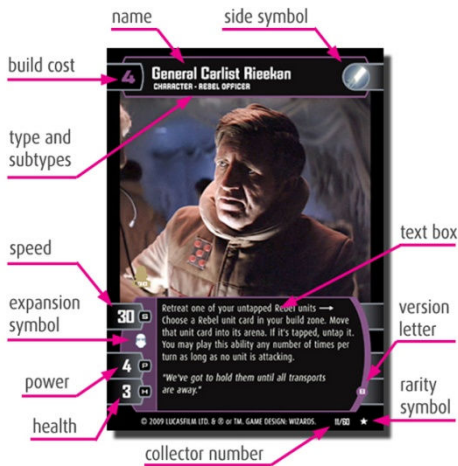 name
side symbol
build cost
4
General Carlist Rieekan
CHARACTER - REBEL OFFICER
type and
subtypes
speed
text box
30 S
Retreat one of your untapped Rebel units →
Choose a Rebel unit card in your build zone. Move
that unit card into its arena. If it's tapped, untap it.
You may play this ability any number of times per
turn as long as no unit is attacking.
expansion
symbol
version
letter
4 P
"We've got to hold them until all transports
are away."
power
3 H
rarity
symbol
health
© 2009 LUCASFILM LTD. & ® or TM. GAME DESIGN: WIZARDS.
11/60
collector number